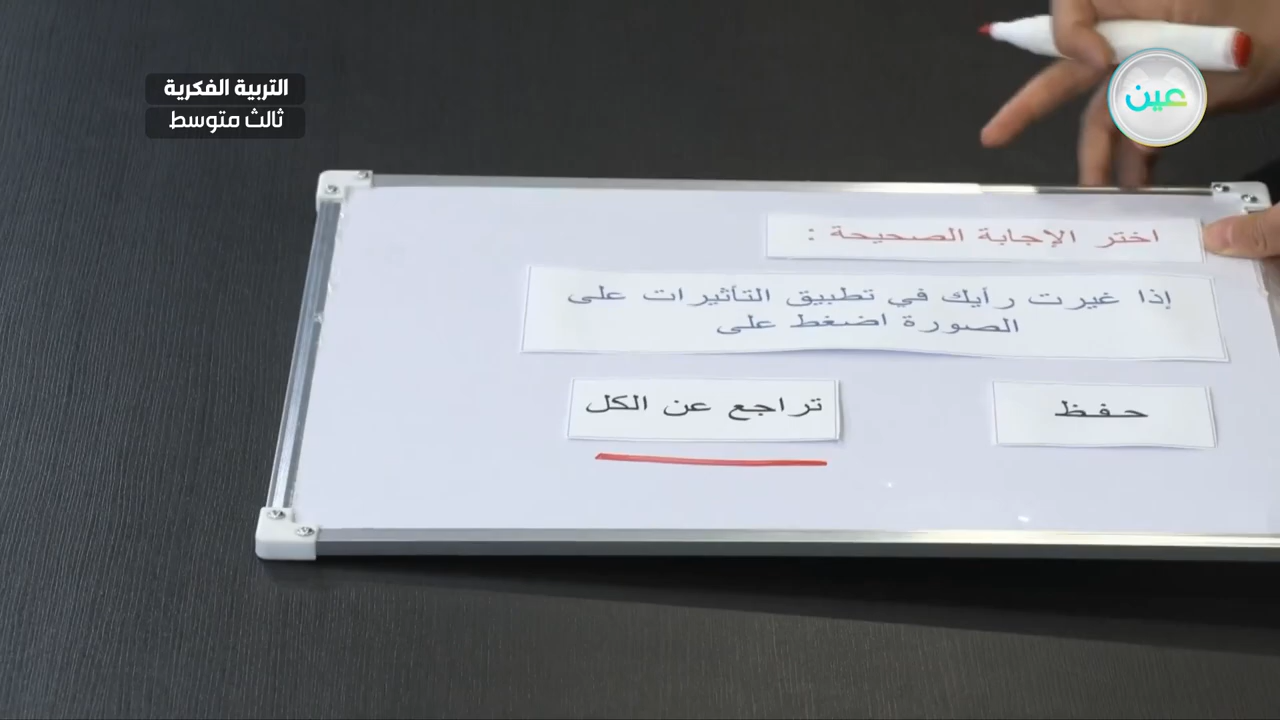 التربية الفكرية
ثالث متوسط
عين
اختر الإجابة الصحيحة :
إذا غيرت رأيك في تطبيق التأثيرات على
الصورة اضغط على
حفظ
تراجع عن الكل